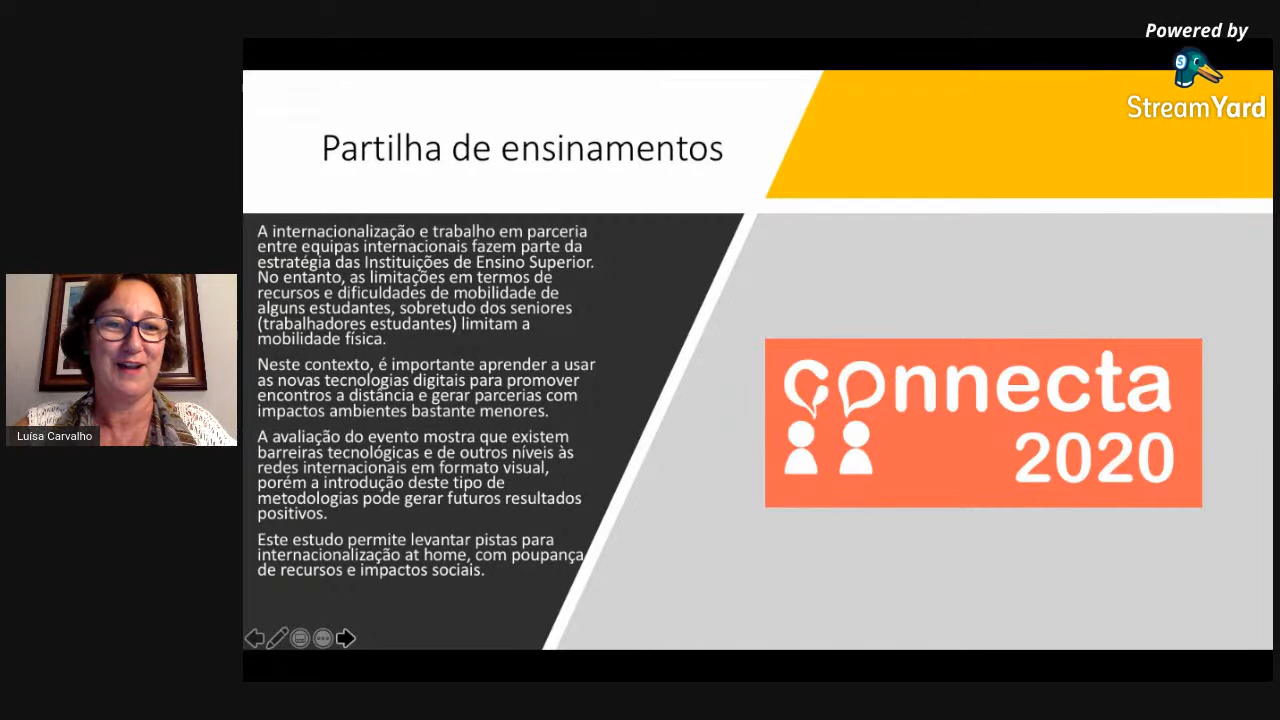 Powered by
StreamYard
Partilha de ensinamentos
A internacionalização e trabalho em parceria
entre equipas internacionais fazem parte da
estratégia das Instituições de Ensino Superior.
No entanto, as limitações em termos de
recursos e dificuldades de mobilidade de
alguns estudantes, sobretudo dos seniores
(trabalhadores estudantes) limitam a
mobilidade física.
Neste contexto, é importante aprender a usar
as novas tecnologias digitais para promover
encontros a distância e gerar parcerias com
impactos ambientes bastante menores.
A avaliação do evento mostra que existem
barreiras tecnológicas e de outros níveis às
redes internacionais em formato visual,
porém a introdução deste tipo de
metodologias pode gerar futuros resultados
positivos.
Este estudo permite levantar pistas para
internacionalização at home, com poupança
de recursos e impactos sociais.
connecta
2020
Luísa Carvalho